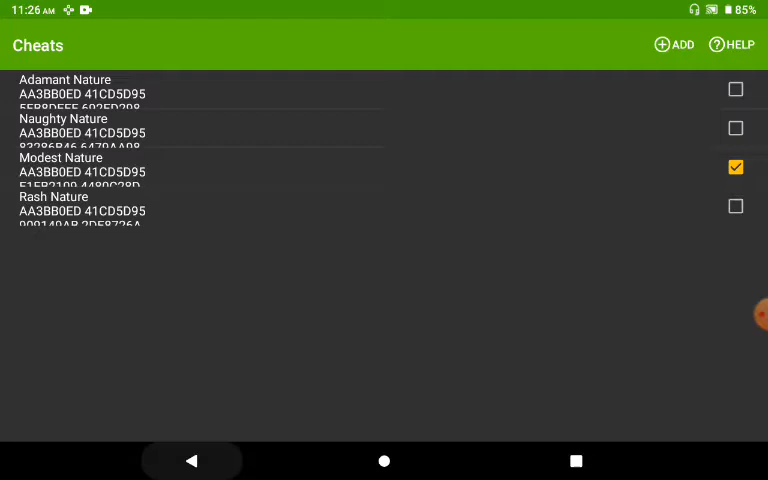 11:26 AM 85%
Cheats ADD HELP
Adamant Nature
AA3BB0ED 41CD5D95
Naughty Nature
AA3BB0ED 41CD5D95
Modest Nature
AA3BB0ED 41CD5D95
Rash Nature
AA3BB0ED 41CD5D95